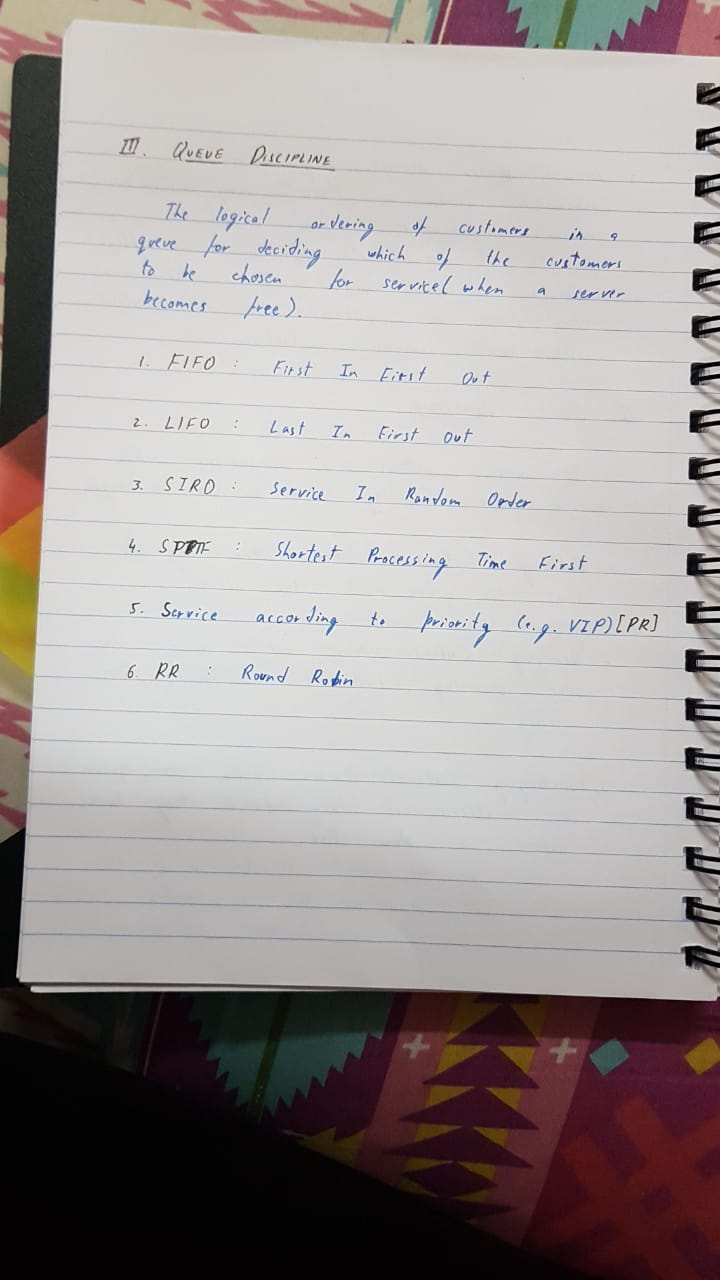 III. QUEUE DISCIPLINE
The logical ordering of customers in a
queue for deciding which of the customers
to be chosen for service( when a server
becomes free).
1. FIFO : First In First Out
2. LIFO : Last In First Out
3. SIRO : Service In Random Order
4. SPTF : Shortest Processing Time First
5. Service according to priority (e.g. VIP) [PR]
6. RR : Round Robin